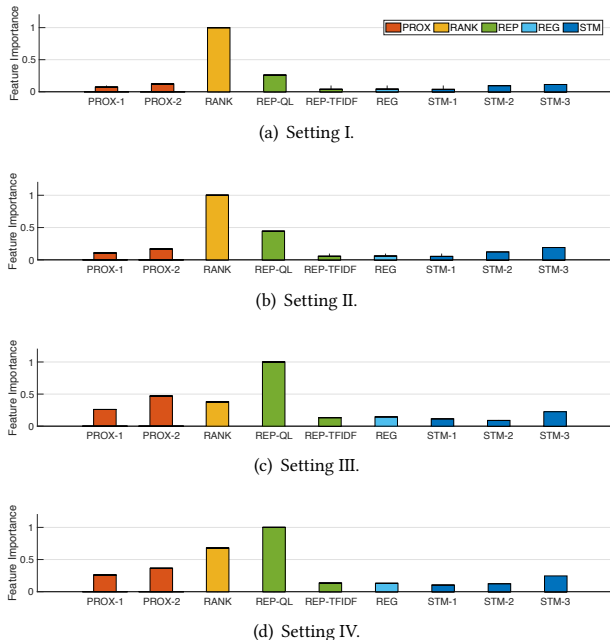 PROX RANK REP REG STM
Feature Importance
1
0.5
0
PROX-1 PROX-2 RANK REP-QL REP-TFIDF REG STM-1 STM-2 STM-3
(a) Setting I.
Feature Importance
1
0.5
0
PROX-1 PROX-2 RANK REP-QL REP-TFIDF REG STM-1 STM-2 STM-3
(b) Setting II.
Feature Importance
1
0.5
0
PROX-1 PROX-2 RANK REP-QL REP-TFIDF REG STM-1 STM-2 STM-3
(c) Setting III.
Feature Importance
1
0.5
0
PROX-1 PROX-2 RANK REP-QL REP-TFIDF REG STM-1 STM-2 STM-3
(d) Setting IV.